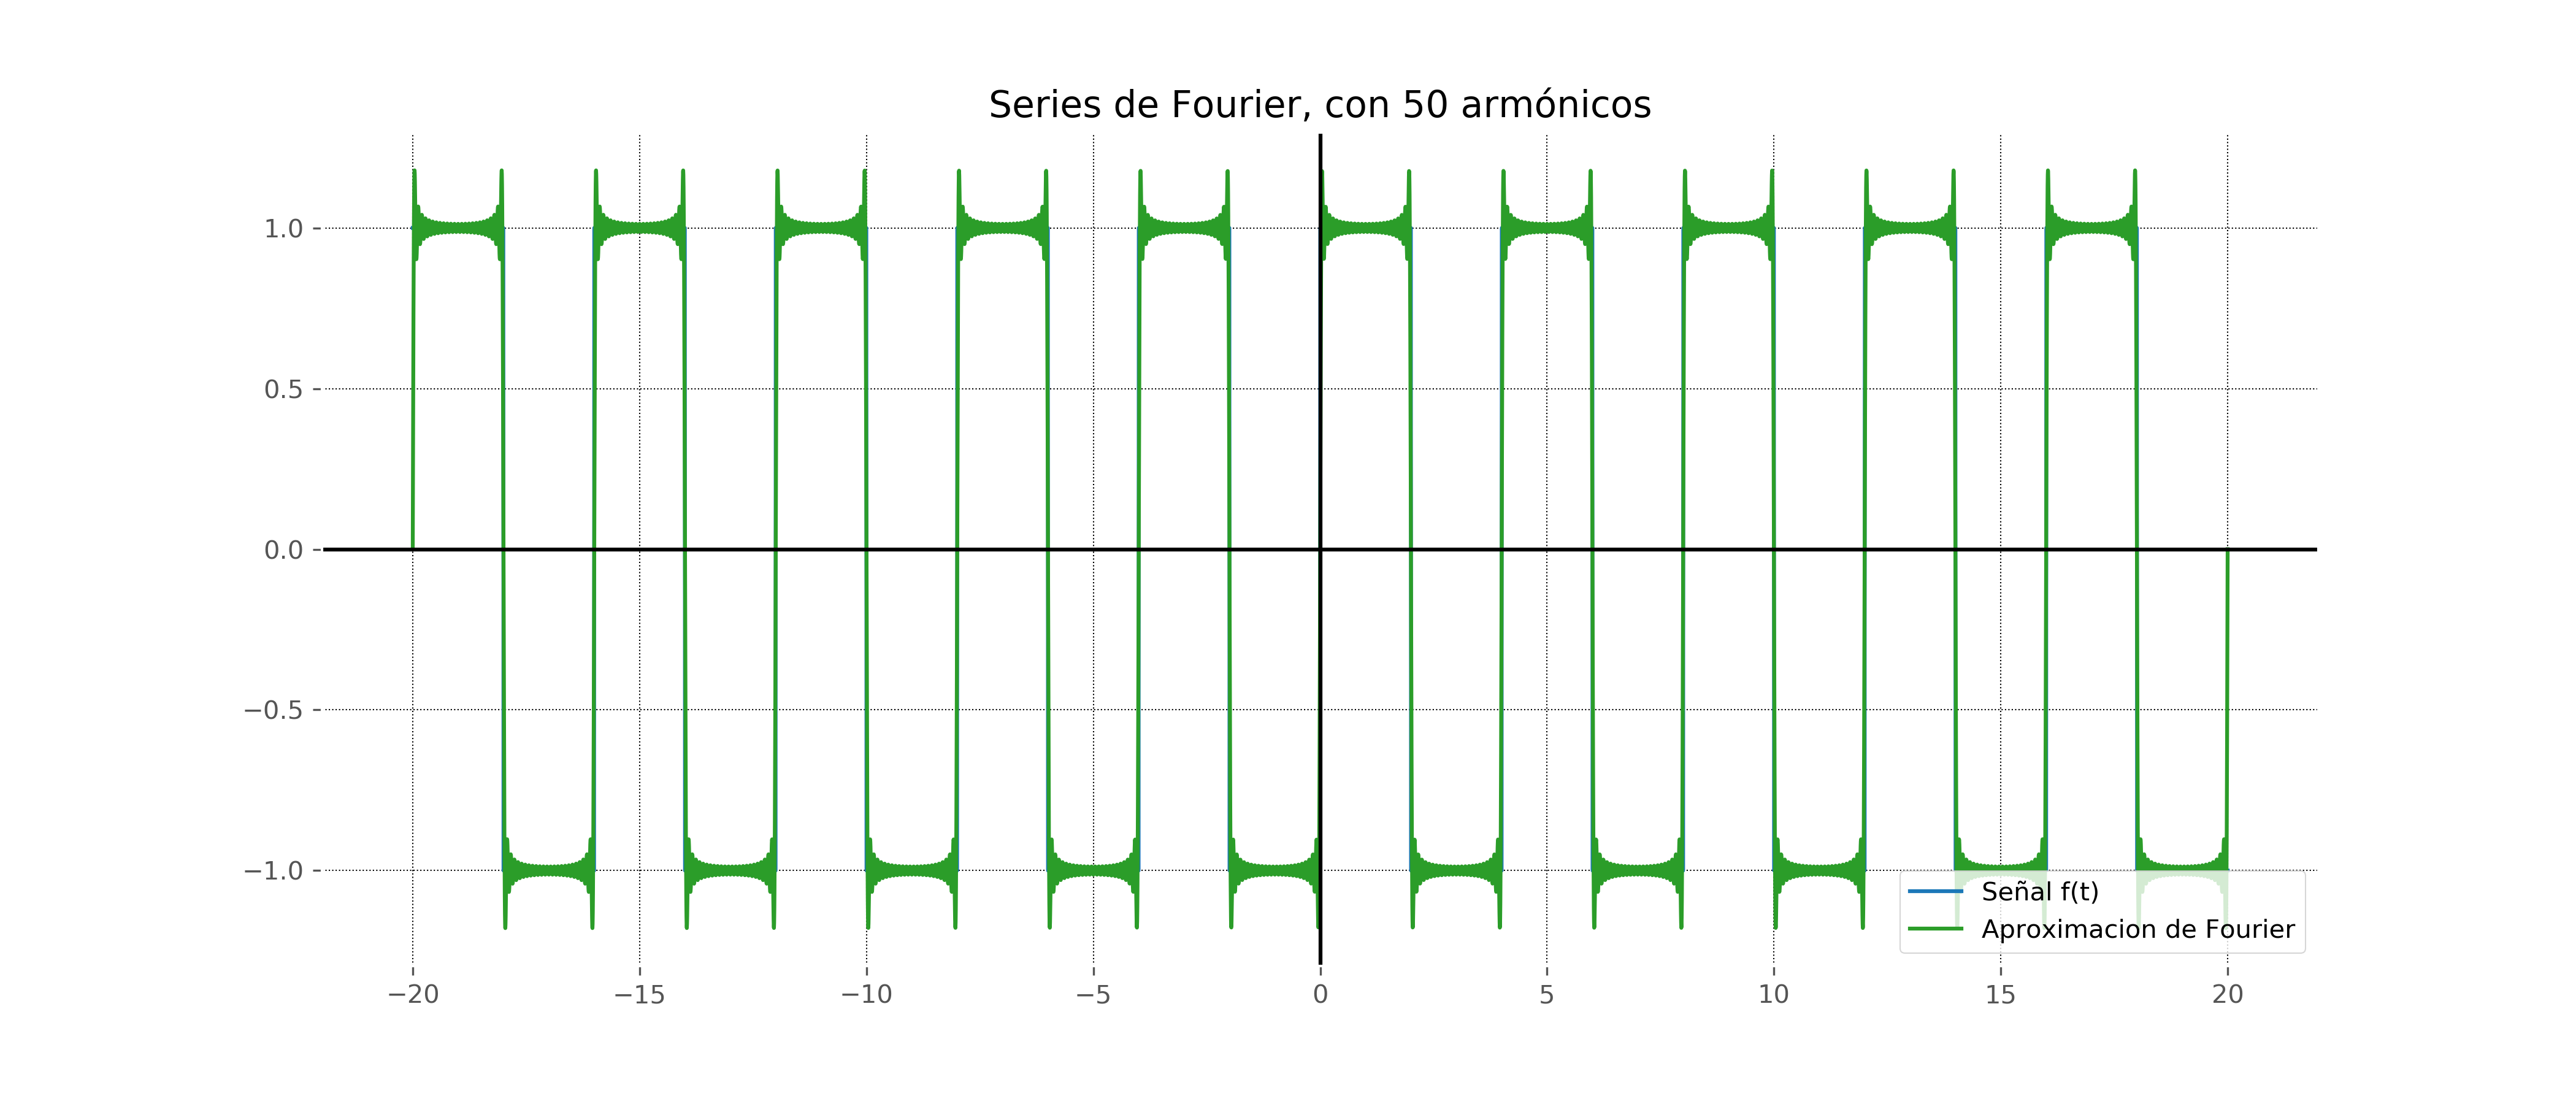 Series de Fourier, con 50 armónicos
1.0
0.5
0.0
−0.5
−1.0
Señal f(t)
Aproximacion de Fourier
−20 −15 −10 −5 0 5 10 15 20